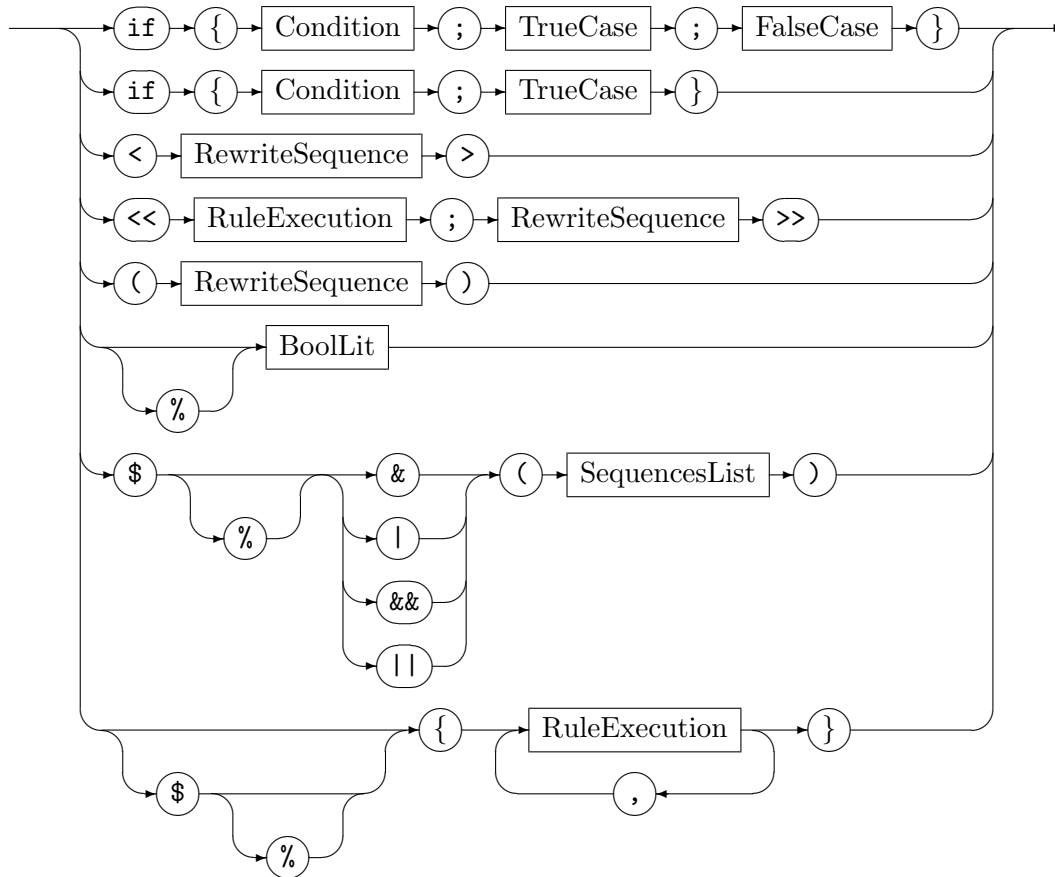 if { Condition ; TrueCase ; FalseCase }
if { Condition ; TrueCase }
< RewriteSequence >
<< RuleExecution ; RewriteSequence >>
( RewriteSequence )
BoolLit
%
$ & ( SequencesList )
% |
&&
||
{ RuleExecution }
$ ,
%